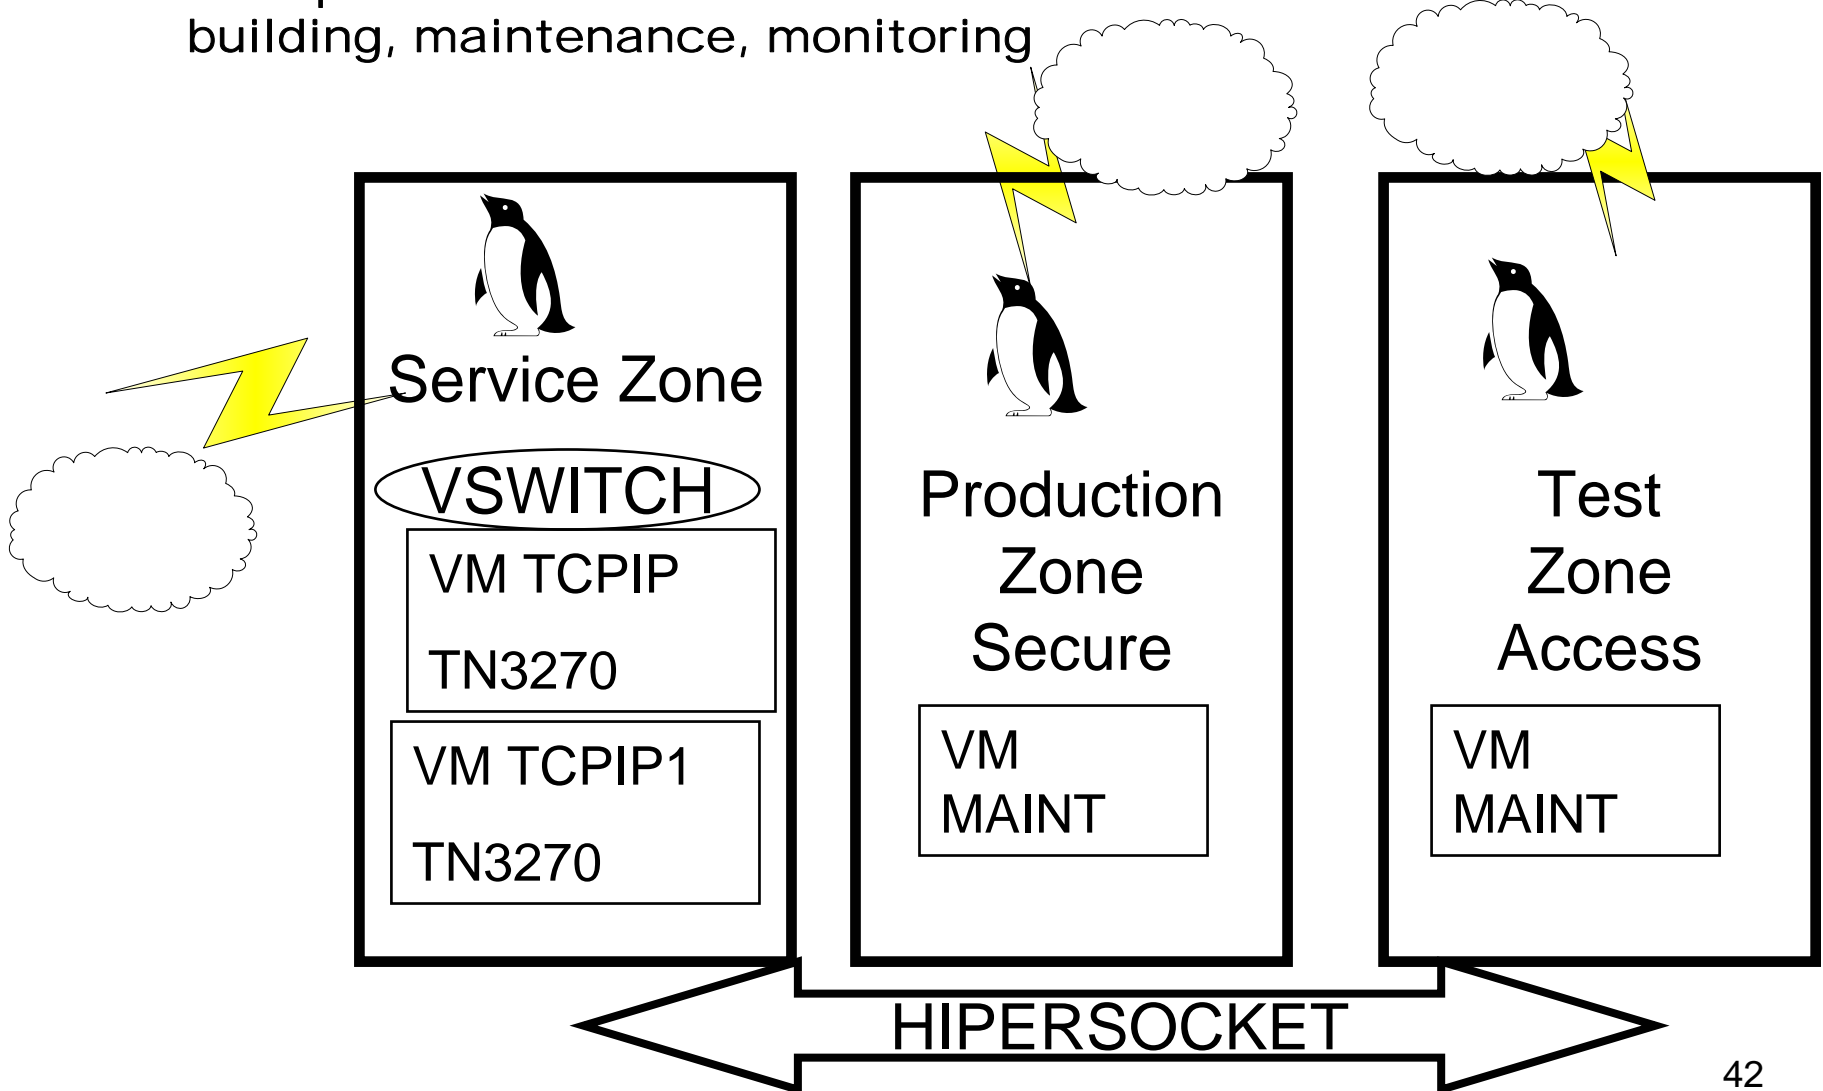 building, maintenance, monitoring
Service Zone
VSWITCH
VM TCPIP
TN3270
VM TCPIP1
TN3270
Production
Zone
Secure
VM
MAINT
Test
Zone
Access
VM
MAINT
HIPERSOCKET
42